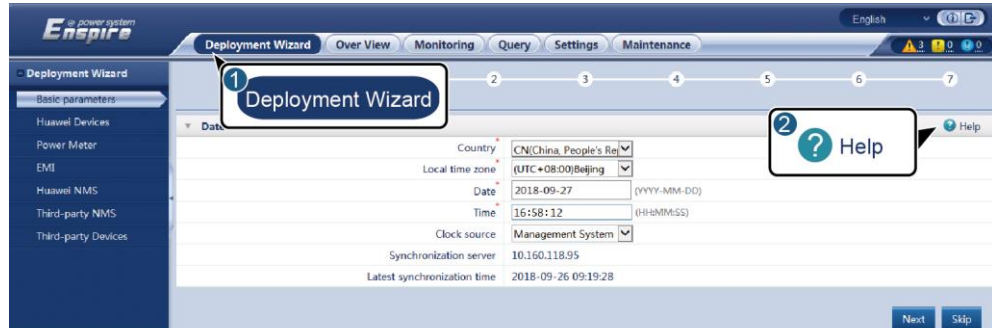 e power system
Enspire
English
Deployment Wizard Over View Monitoring Query Settings Maintenance
3 0 0
Deployment Wizard
Basic parameters
Huawei Devices
Power Meter
EMI
Huawei NMS
Third-party NMS
Third-party Devices
1
Deployment Wizard
2 3 4 5 6 7
Date
Help
2
? Help
Country * CN(China, People's Re
Local time zone * (UTC+08:00)Beijing
Date * 2018-09-27 (YYYY-MM-DD)
Time * 16:58:12 (HH:MM:SS)
Clock source Management System
Synchronization server 10.160.118.95
Latest synchronization time 2018-09-26 09:19:28
Next Skip